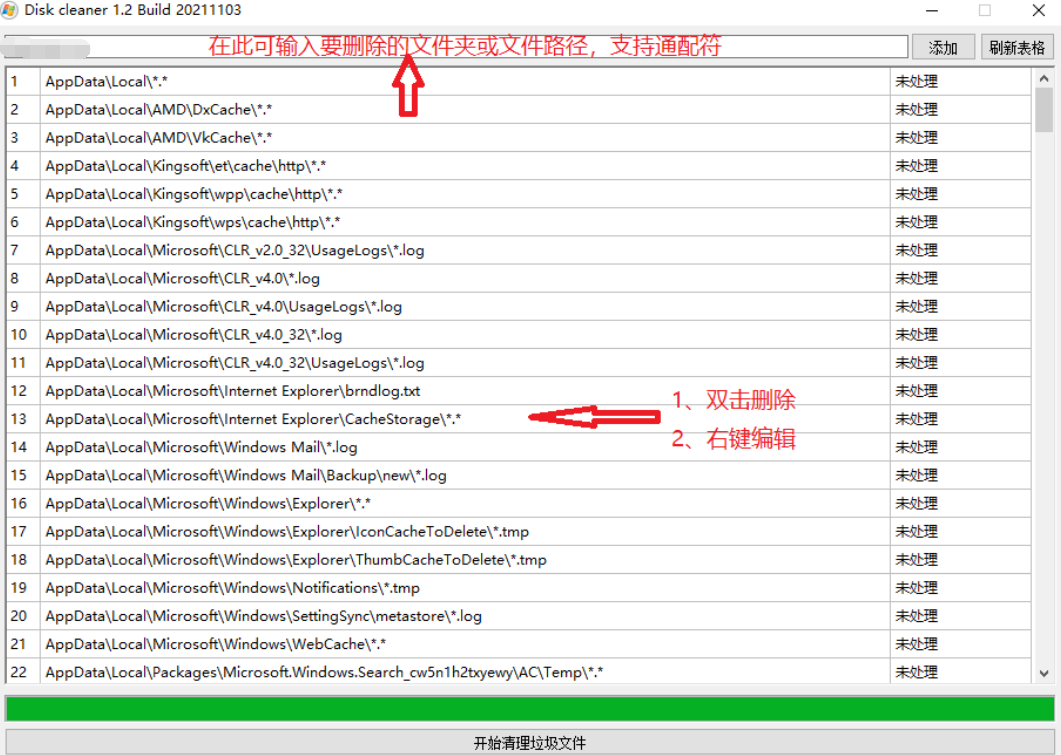 Disk cleaner 1.2 Build 20211103
在此可输入要删除的文件夹或文件路径，支持通配符
添加
刷新表格
1 AppData\Local\*.* 未处理
2 AppData\Local\AMD\DxCache\*.* 未处理
3 AppData\Local\AMD\VkCache\*.* 未处理
4 AppData\Local\Kingsoft\et\cache\http\*.* 未处理
5 AppData\Local\Kingsoft\wpp\cache\http\*.* 未处理
6 AppData\Local\Kingsoft\wps\cache\http\*.* 未处理
7 AppData\Local\Microsoft\CLR_v2.0_32\UsageLogs\*.log 未处理
8 AppData\Local\Microsoft\CLR_v4.0\*.log 未处理
9 AppData\Local\Microsoft\CLR_v4.0\UsageLogs\*.log 未处理
10 AppData\Local\Microsoft\CLR_v4.0_32\*.log 未处理
11 AppData\Local\Microsoft\CLR_v4.0_32\UsageLogs\*.log 未处理
12 AppData\Local\Microsoft\Internet Explorer\brndlog.txt 未处理
1、双击删除
13 AppData\Local\Microsoft\Internet Explorer\CacheStorage\*.* 未处理
2、右键编辑
14 AppData\Local\Microsoft\Windows Mail\*.log 未处理
15 AppData\Local\Microsoft\Windows Mail\Backup\new\*.log 未处理
16 AppData\Local\Microsoft\Windows\Explorer\*.* 未处理
17 AppData\Local\Microsoft\Windows\Explorer\IconCacheToDelete\*.tmp 未处理
18 AppData\Local\Microsoft\Windows\Explorer\ThumbCacheToDelete\*.tmp 未处理
19 AppData\Local\Microsoft\Windows\Notifications\*.tmp 未处理
20 AppData\Local\Microsoft\Windows\SettingSync\metastore\*.log 未处理
21 AppData\Local\Microsoft\Windows\WebCache\*.* 未处理
22 AppData\Local\Packages\Microsoft.Windows.Search_cw5n1h2txyewy\AC\Temp\*.* 未处理
开始清理垃圾文件